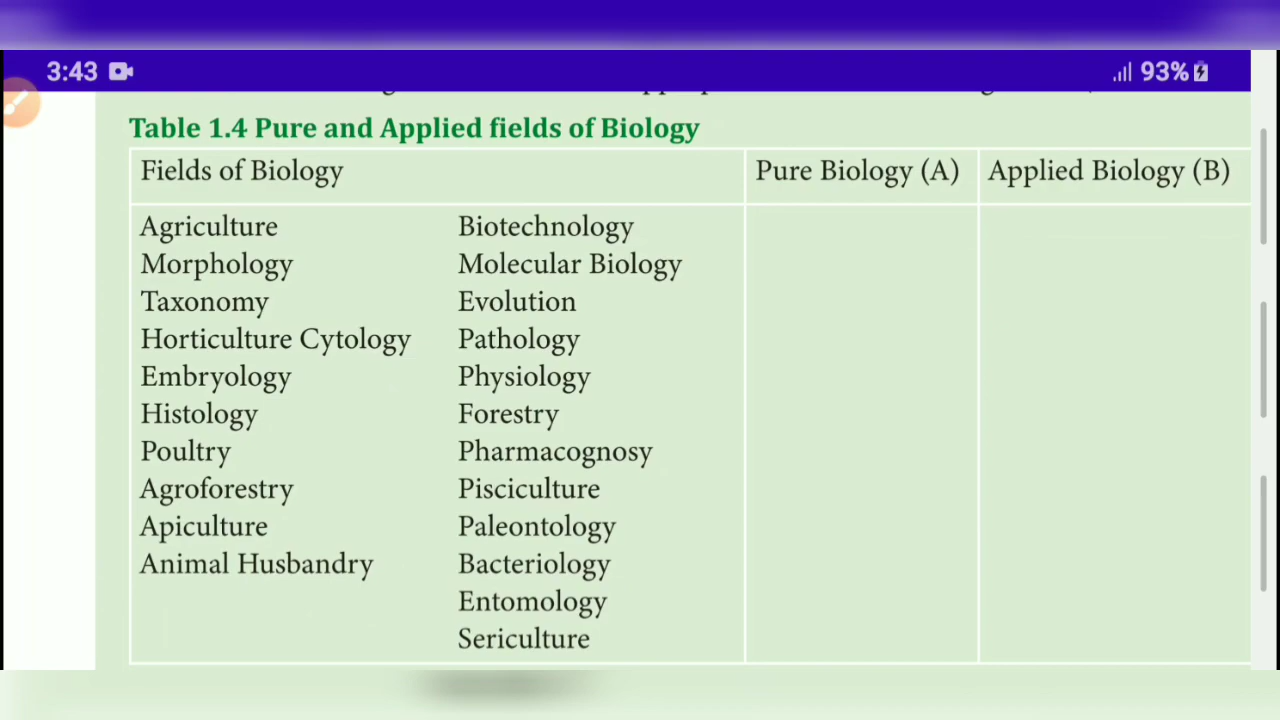 3:43 93%
Table 1.4 Pure and Applied fields of Biology
Fields of Biology Pure Biology (A) Applied Biology (B)
Agriculture Biotechnology
Morphology Molecular Biology
Taxonomy Evolution
Horticulture Cytology Pathology
Embryology Physiology
Histology Forestry
Poultry Pharmacognosy
Agroforestry Pisciculture
Apiculture Paleontology
Animal Husbandry Bacteriology
Entomology
Sericulture